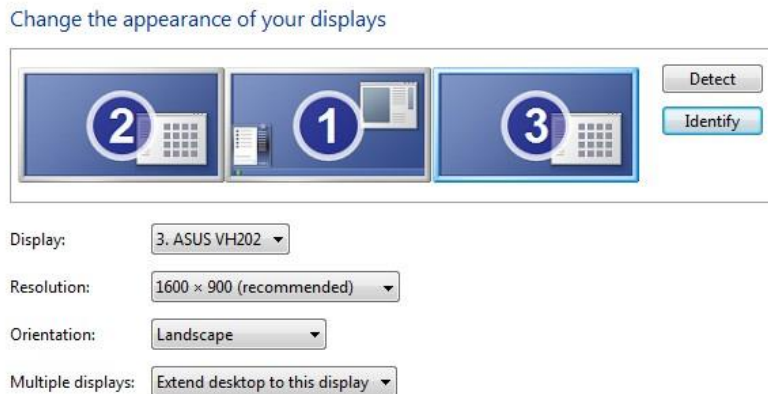 Change the appearance of your displays
2 1 3
Detect
Identify
Display: 3. ASUS VH202
Resolution: 1600 × 900 (recommended)
Orientation: Landscape
Multiple displays: Extend desktop to this display